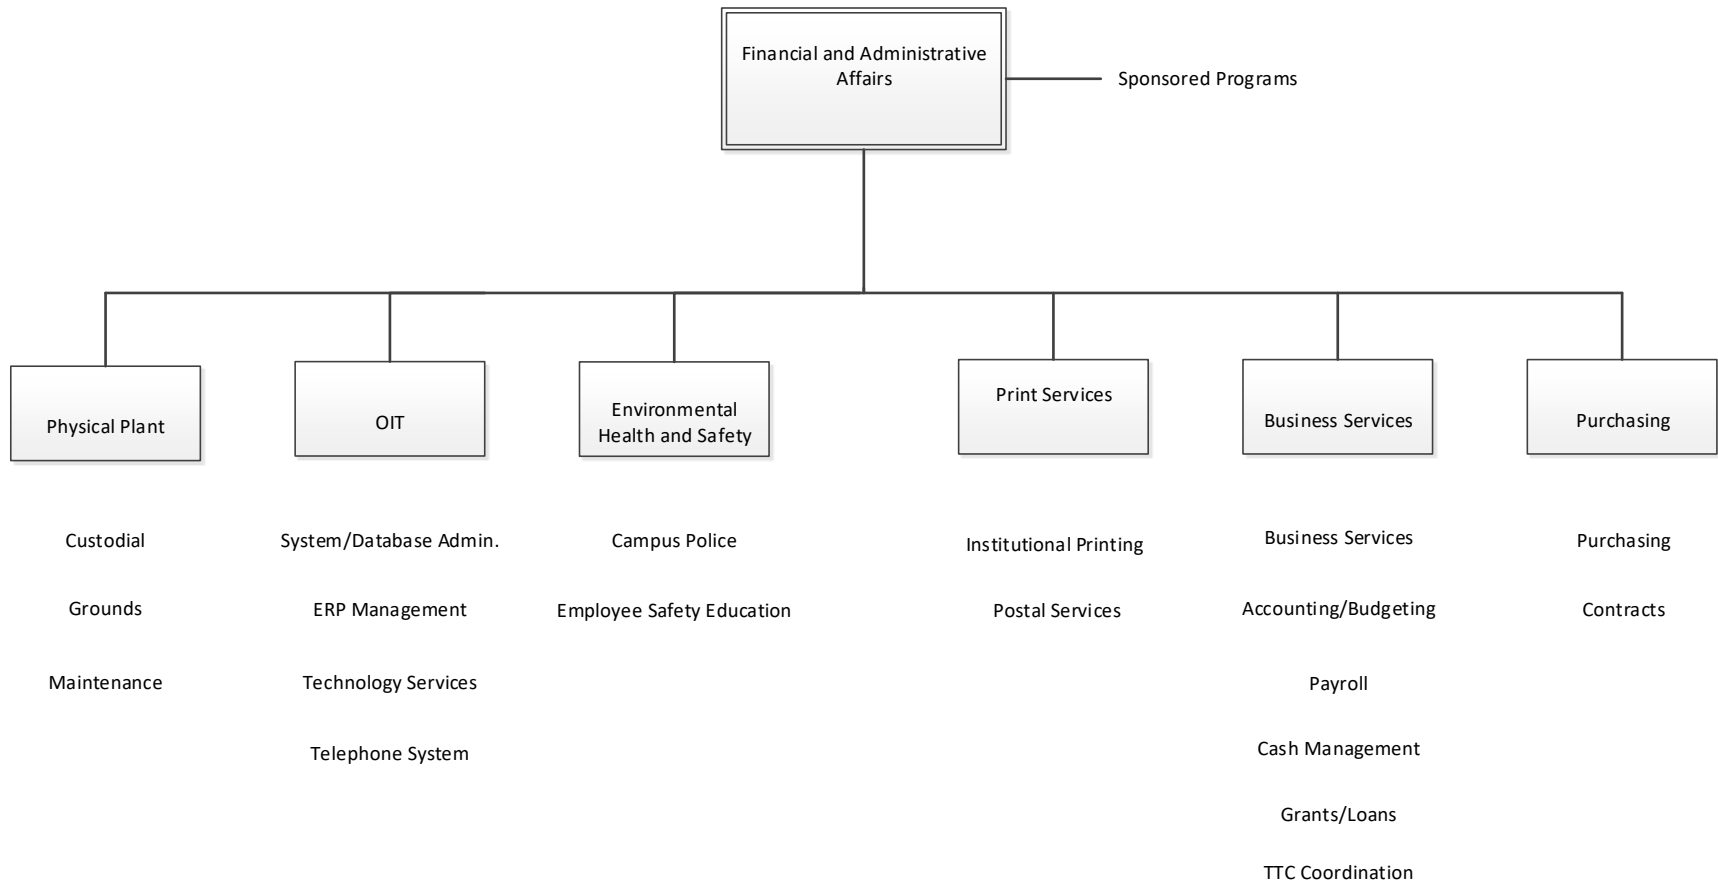 Financial and Administrative
Affairs
Sponsored Programs
Physical Plant
OIT
Environmental
Health and Safety
Print Services
Business Services
Purchasing
Custodial
System/Database Admin.
Campus Police
Institutional Printing
Business Services
Purchasing
Grounds
ERP Management
Employee Safety Education
Postal Services
Accounting/Budgeting
Contracts
Maintenance
Technology Services
Payroll
Telephone System
Cash Management
Grants/Loans
TTC Coordination